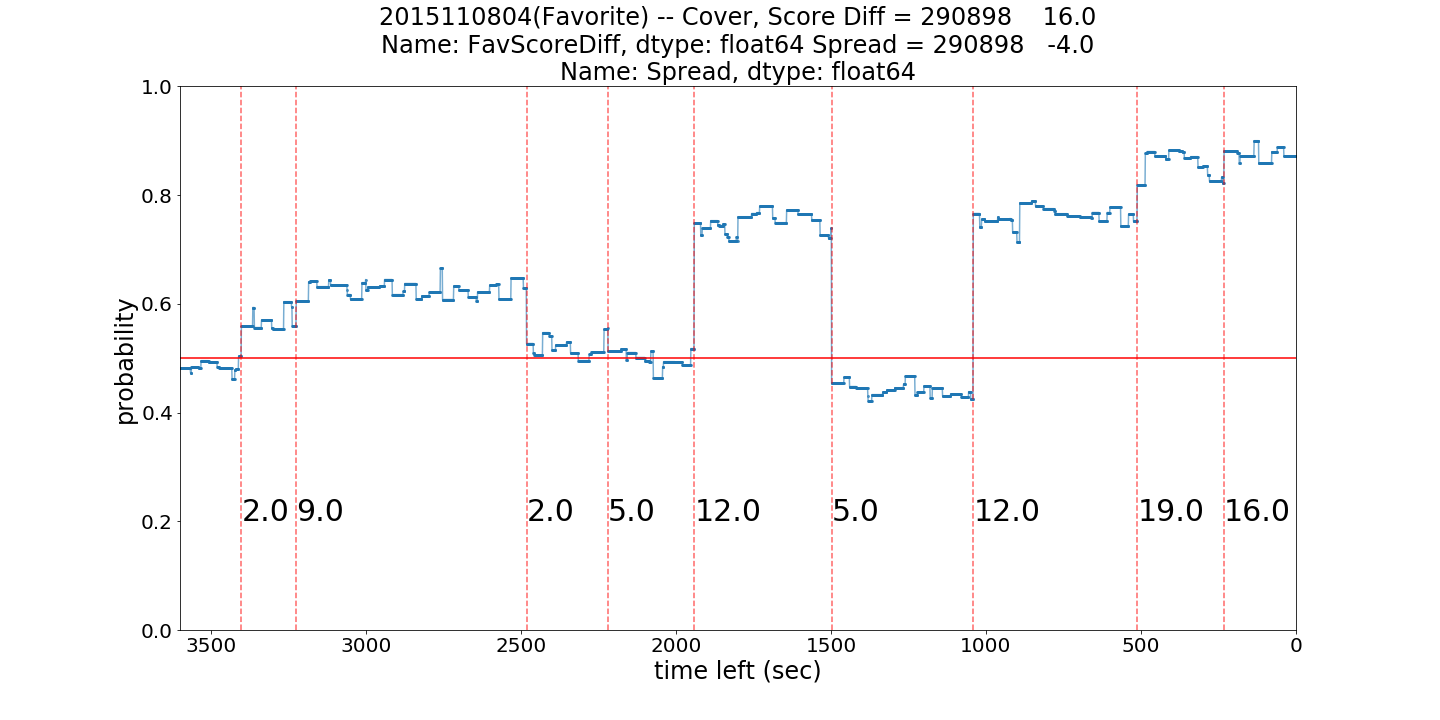 2015110804(Favorite) -- Cover, Score Diff = 290898    16.0
Name: FavScoreDiff, dtype: float64 Spread = 290898   -4.0
Name: Spread, dtype: float64
probability
1.0
0.8
0.6
0.4
0.2
0.0
2.0 9.0 2.0 5.0 12.0 5.0 12.0 19.0 16.0
3500 3000 2500 2000 1500 1000 500 0
time left (sec)